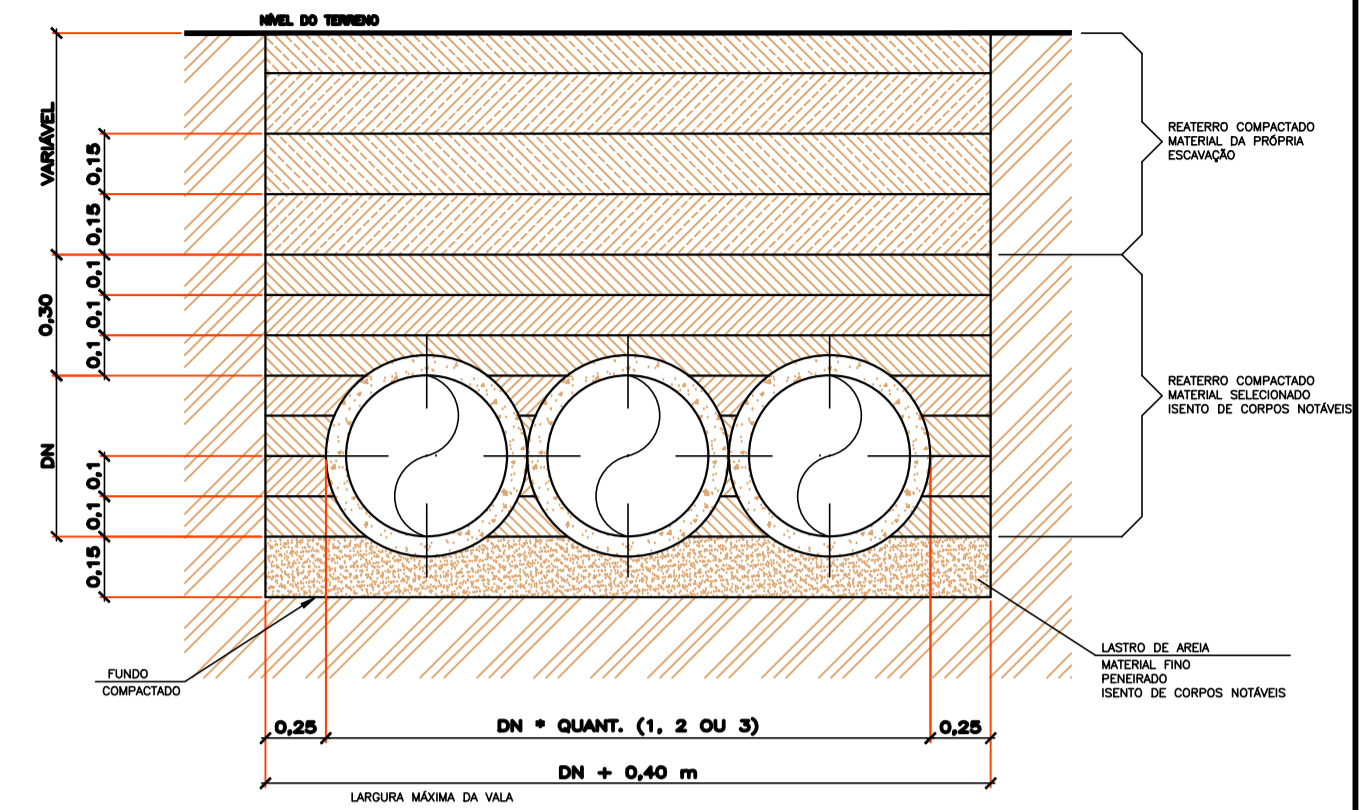 NÍVEL DO TERRENO
VARIÁVEL
0,15
0,15
0,30
0,1
0,1
0,1
DN
0,1
0,1
0,15
REATERRO COMPACTADO
MATERIAL DA PRÓPRIA
ESCAVAÇÃO
REATERRO COMPACTADO
MATERIAL SELECIONADO
ISENTO DE CORPOS NOTÁVEIS
LASTRO DE AREIA
MATERIAL FINO
PENEIRADO
ISENTO DE CORPOS NOTÁVEIS
FUNDO
COMPACTADO
0,25
DN * QUANT. (1, 2 OU 3)
0,25
DN + 0,40 m
LARGURA MÁXIMA DA VALA